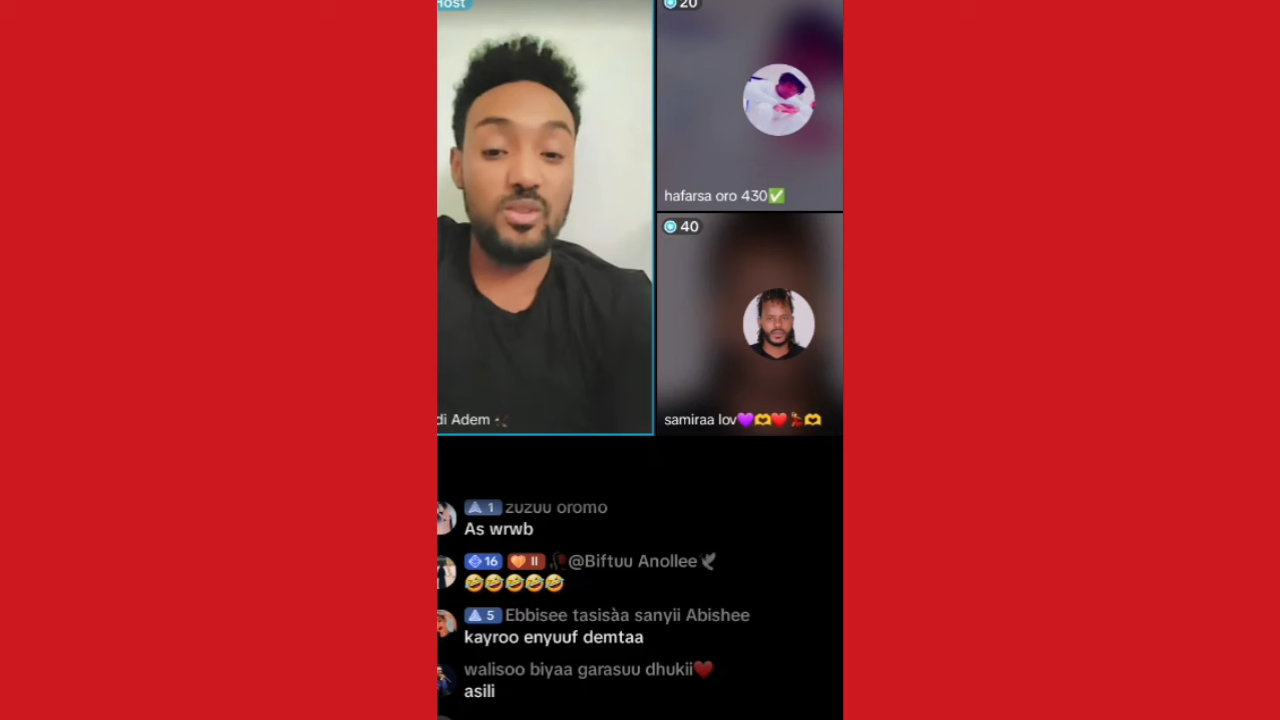 Host
20
hafarsa oro 430✅
40
di Adem
samiraa lov💜🫶❤️💃🫶
1 zuzuu oromo
As wrwb
16 II 🥀@Biftuu Anollee🕊
🤣🤣🤣🤣🤣
5 Ebbisee tasisàa sanyii Abishee
kayroo enyuuf demtaa
walisoo biyaa garasuu dhukii♥️
asili